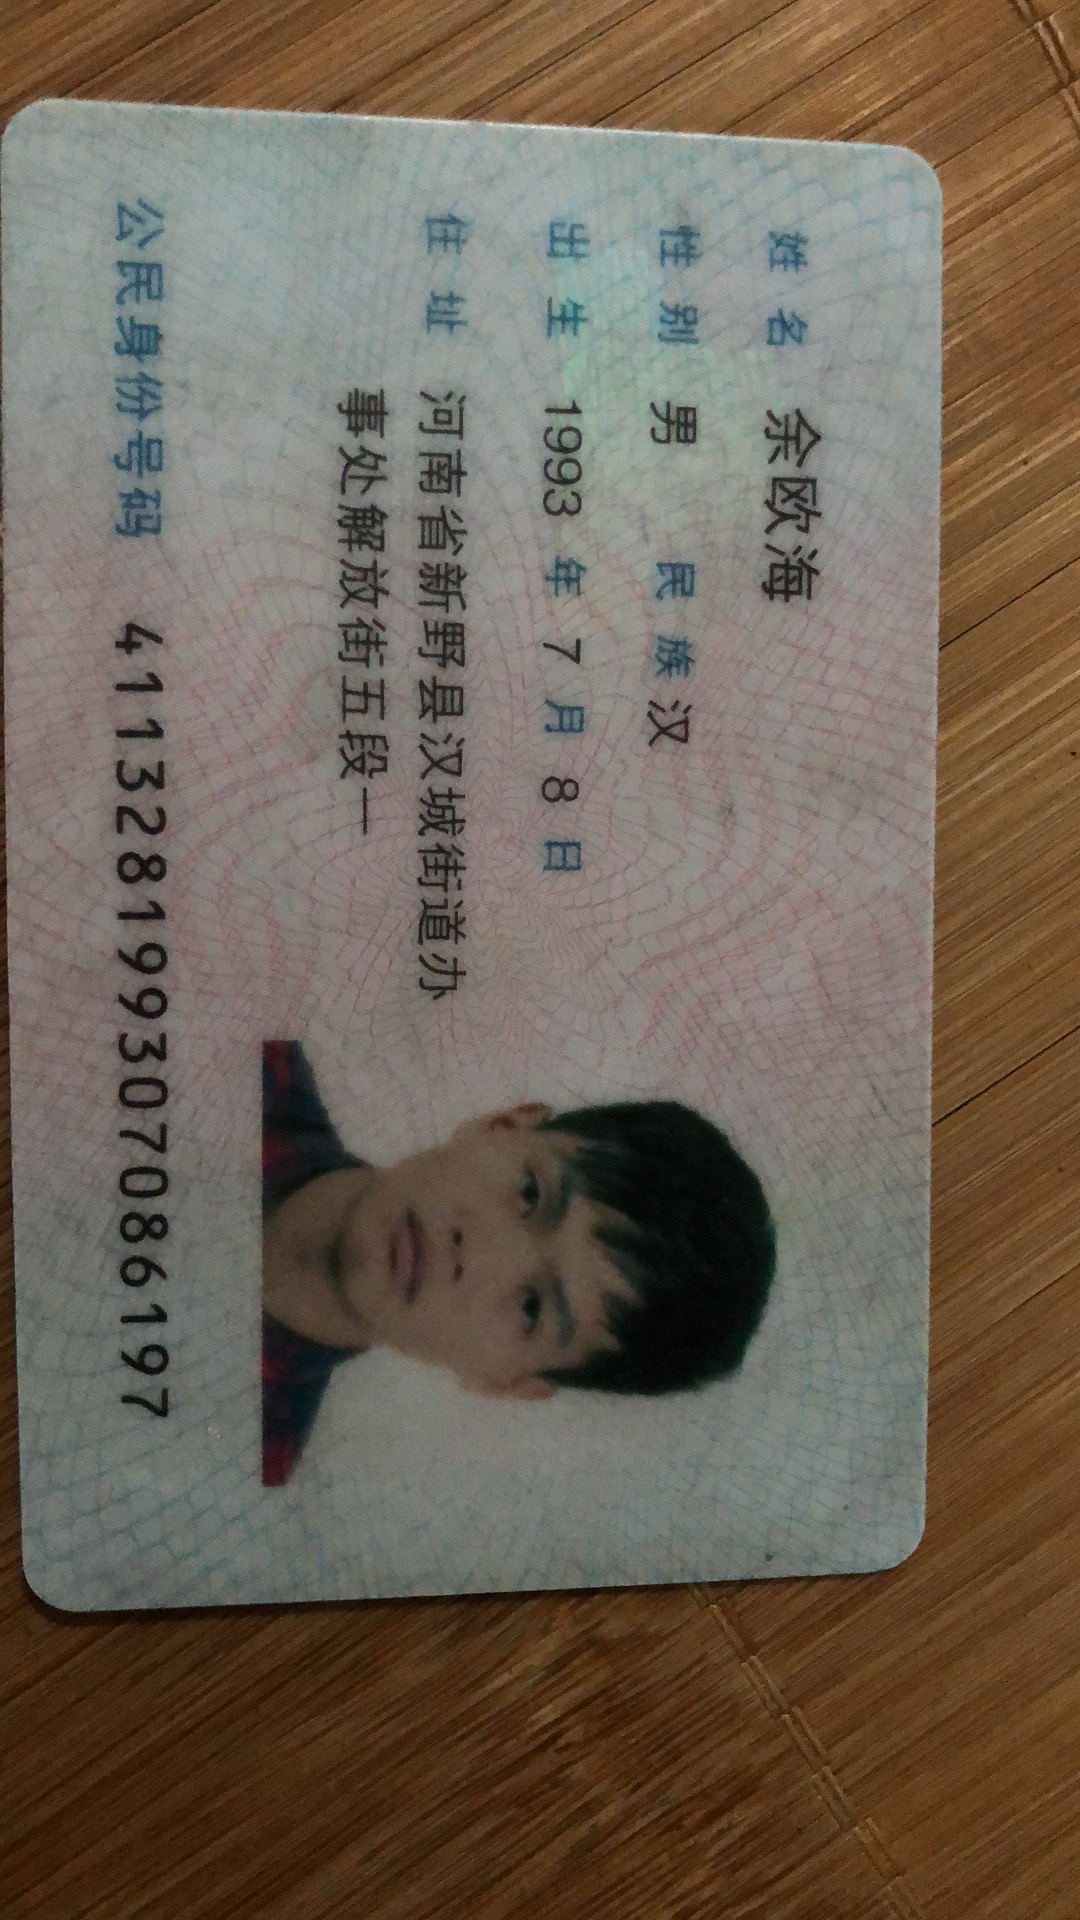 姓名 余欧海
性别 男 民族 汉
出生 1993 年 7 月 8 日
住址 河南省新野县汉城街道办
事处解放街五段一
公民身份号码 411328199307086197